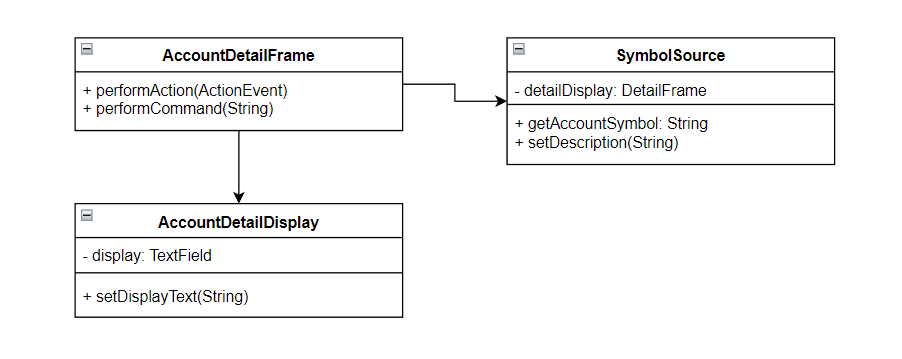 AccountDetailFrame
+ performAction(ActionEvent)
+ performCommand(String)
SymbolSource
- detailDisplay: DetailFrame
+ getAccountSymbol: String
+ setDescription(String)
AccountDetailDisplay
- display: TextField
+ setDisplayText(String)